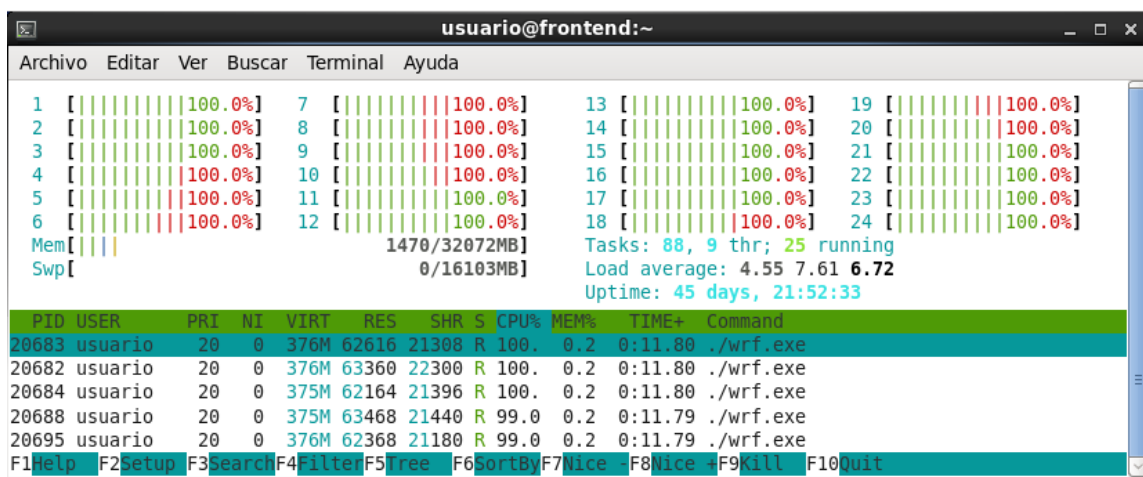 usuario@frontend:~
Archivo Editar Ver Buscar Terminal Ayuda
1 [||||||||||100.0%] 7 [||||||||||100.0%] 13 [||||||||||100.0%] 19 [||||||||||100.0%]
2 [||||||||||100.0%] 8 [||||||||||100.0%] 14 [||||||||||100.0%] 20 [||||||||||100.0%]
3 [||||||||||100.0%] 9 [||||||||||100.0%] 15 [||||||||||100.0%] 21 [||||||||||100.0%]
4 [||||||||||100.0%] 10 [||||||||||100.0%] 16 [||||||||||100.0%] 22 [||||||||||100.0%]
5 [||||||||||100.0%] 11 [||||||||||100.0%] 17 [||||||||||100.0%] 23 [||||||||||100.0%]
6 [||||||||||100.0%] 12 [||||||||||100.0%] 18 [||||||||||100.0%] 24 [||||||||||100.0%]
Mem[|||| 1470/32072MB] Tasks: 88, 9 thr; 25 running
Swp[ 0/16103MB] Load average: 4.55 7.61 6.72
Uptime: 45 days, 21:52:33
PID USER PRI NI VIRT RES SHR S CPU% MEM% TIME+ Command
20683 usuario 20 0 376M 62616 21308 R 100. 0.2 0:11.80 ./wrf.exe
20682 usuario 20 0 376M 63360 22300 R 100. 0.2 0:11.80 ./wrf.exe
20684 usuario 20 0 375M 62164 21396 R 100. 0.2 0:11.80 ./wrf.exe
20688 usuario 20 0 375M 63468 21440 R 99.0 0.2 0:11.79 ./wrf.exe
20695 usuario 20 0 376M 62368 21180 R 99.0 0.2 0:11.79 ./wrf.exe
F1Help F2Setup F3SearchF4FilterF5Tree F6SortByF7Nice -F8Nice +F9Kill F10Quit